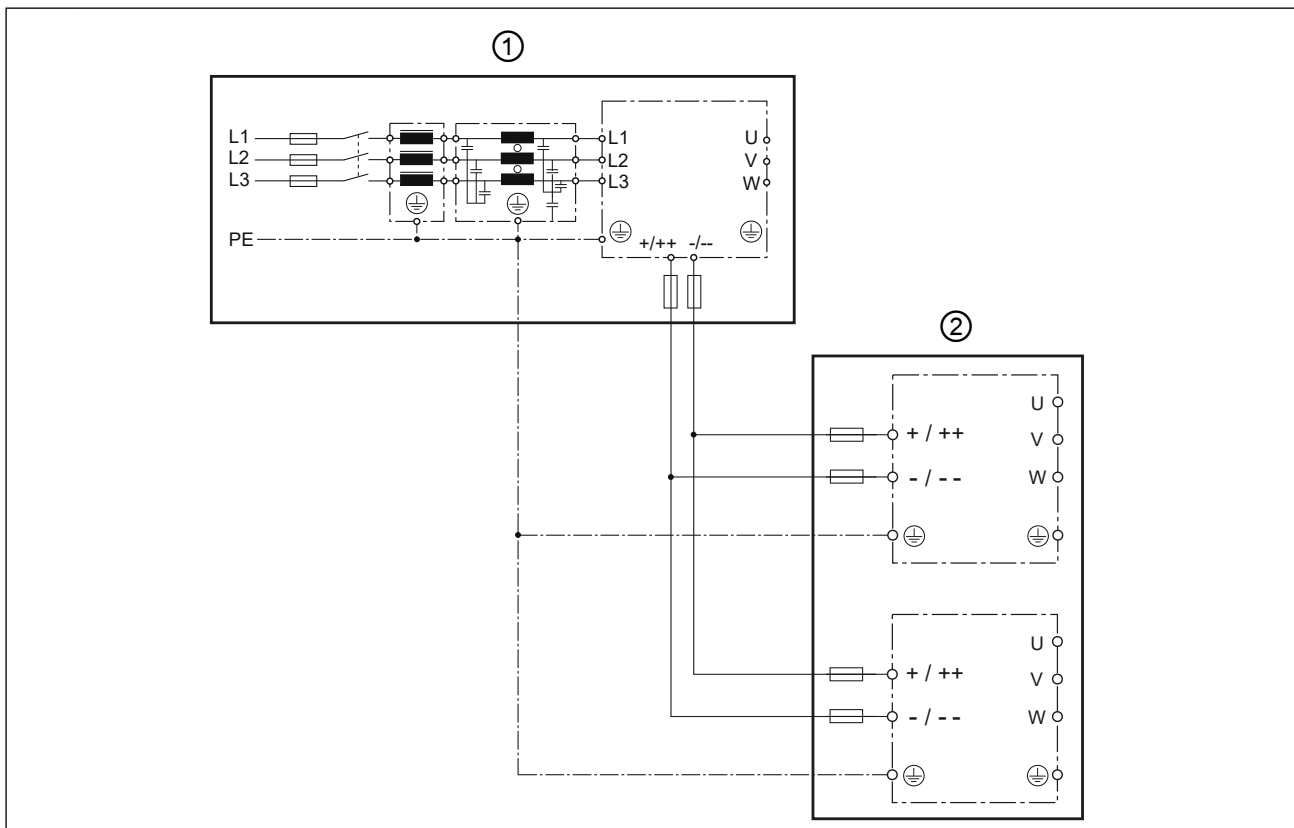 1
L1
L2
L3
PE
L1
L2
L3
U
V
W
+/++ -/--
2
U
+ / ++
V
- / - -
W
U
+ / ++
V
- / - -
W